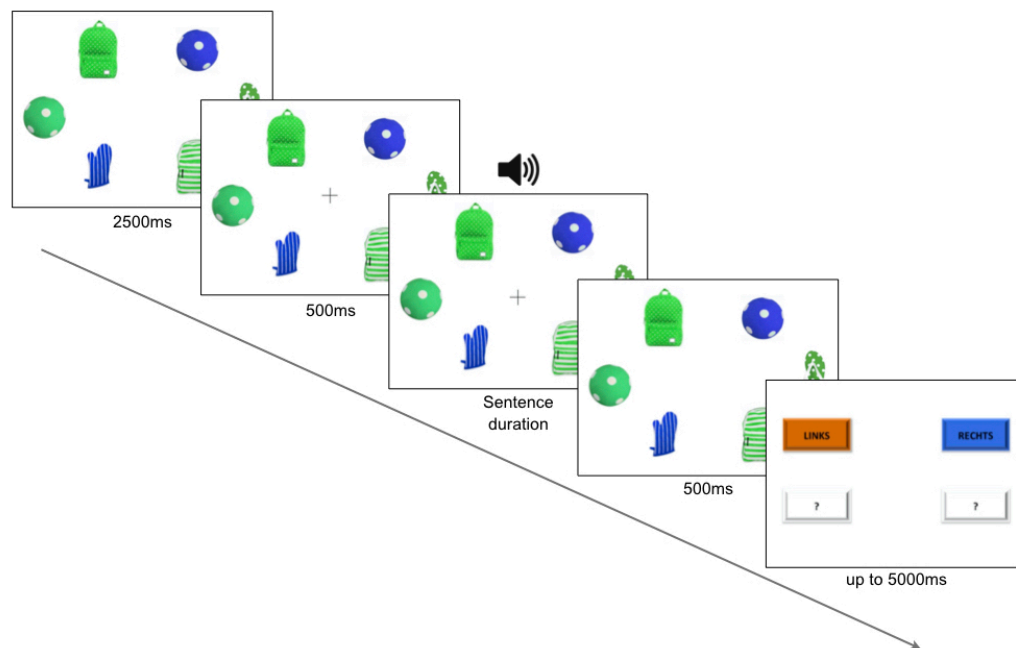 2500ms
500ms
Sentence
duration
500ms
LINKS
RECHTS
?
?
up to 5000ms